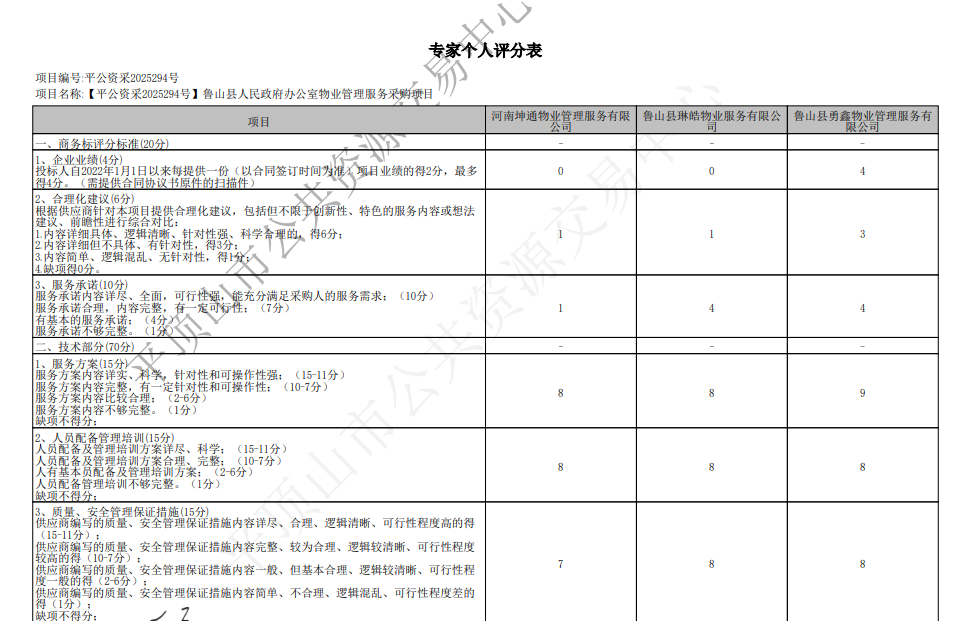 专家个人评分表
项目编号:平公资采2025294号
项目名称:【平公资采2025294号】鲁山县人民政府办公室物业管理服务采购项目
项目
河南坤通物业管理服务有限公司
鲁山县琳皓物业服务有限公司
鲁山县勇鑫物业管理服务有限公司
一、商务标评分标准(20分)
-
-
-
1、企业业绩(4分)
投标人自2022年1月1日以来每提供一份（以合同签订时间为准）项目业绩的得2分，最多
得4分。（需提供合同协议书原件的扫描件）
0
0
4
2、合理化建议(6分)
根据供应商针对本项目提供合理化建议，包括但不限于创新性、特色的服务内容或想法
建议、前瞻性进行综合对比：
1.内容详细具体、逻辑清晰、针对性强、科学合理的，得6分；
2.内容详细但不具体、有针对性，得3分；
3.内容简单、逻辑混乱、无针对性，得1分；
4.缺项得0分。
1
1
3
3、服务承诺(10分)
服务承诺内容详尽、全面，可行性强，能充分满足采购人的服务需求；（10分）
服务承诺合理，内容完整，有一定可行性；（7分）
有基本的服务承诺；（4分）
服务承诺不够完整。（1分）
1
4
4
二、技术部分(70分)
-
-
-
1、服务方案(15分)
服务方案内容详实、科学，针对性和可操作性强；（15-11分）
服务方案内容完整，有一定针对性和可操作性；（10-7分）
服务方案内容比较合理；（2-6分）
服务方案内容不够完整。（1分）
缺项不得分；
8
8
9
2、人员配备管理培训(15分)
人员配备及管理培训方案详尽、科学；（15-11分）
人员配备及管理培训方案合理、完整；（10-7分）
人有基本员配备及管理培训方案；（2-6分）
人员配备管理培训不够完整。（1分）
缺项不得分；
8
8
8
3、质量、安全管理保证措施(15分)
供应商编写的质量、安全管理保证措施内容详尽、合理、逻辑清晰、可行性程度高的得
（15-11分）；
供应商编写的质量、安全管理保证措施内容完整、较为合理、逻辑较清晰、可行性程度
较高的得（10-7分）；
供应商编写的质量、安全管理保证措施内容一般、但基本合理、逻辑较清晰、可行性程
度一般的得（2-6分）；
供应商编写的质量、安全管理保证措施内容简单、不合理、逻辑混乱、可行性程度差的
得（1分）；
缺项不得分；
7
8
8
平顶山市公共资源交易中心
平顶山市公共资源交易中心